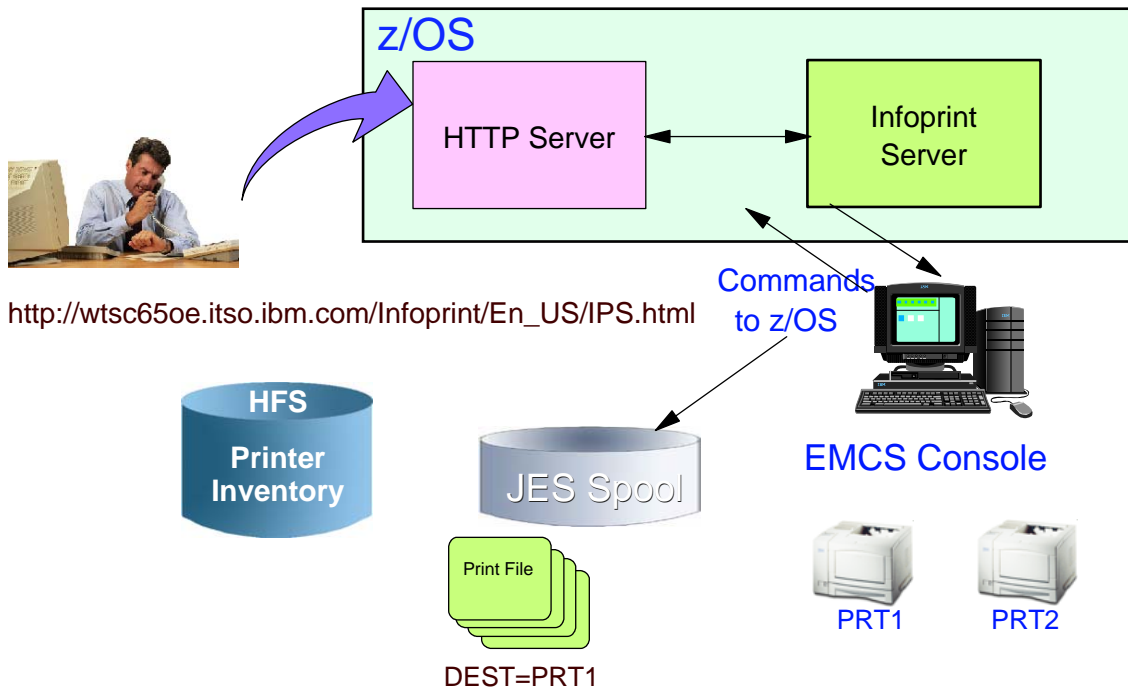 z/OS
HTTP Server
Infoprint
Server
http://wtsc65oe.itso.ibm.com/Infoprint/En_US/IPS.html
Commands
to z/OS
HFS
Printer
Inventory
JES Spool
EMCS Console
Print File
PRT1
PRT2
DEST=PRT1